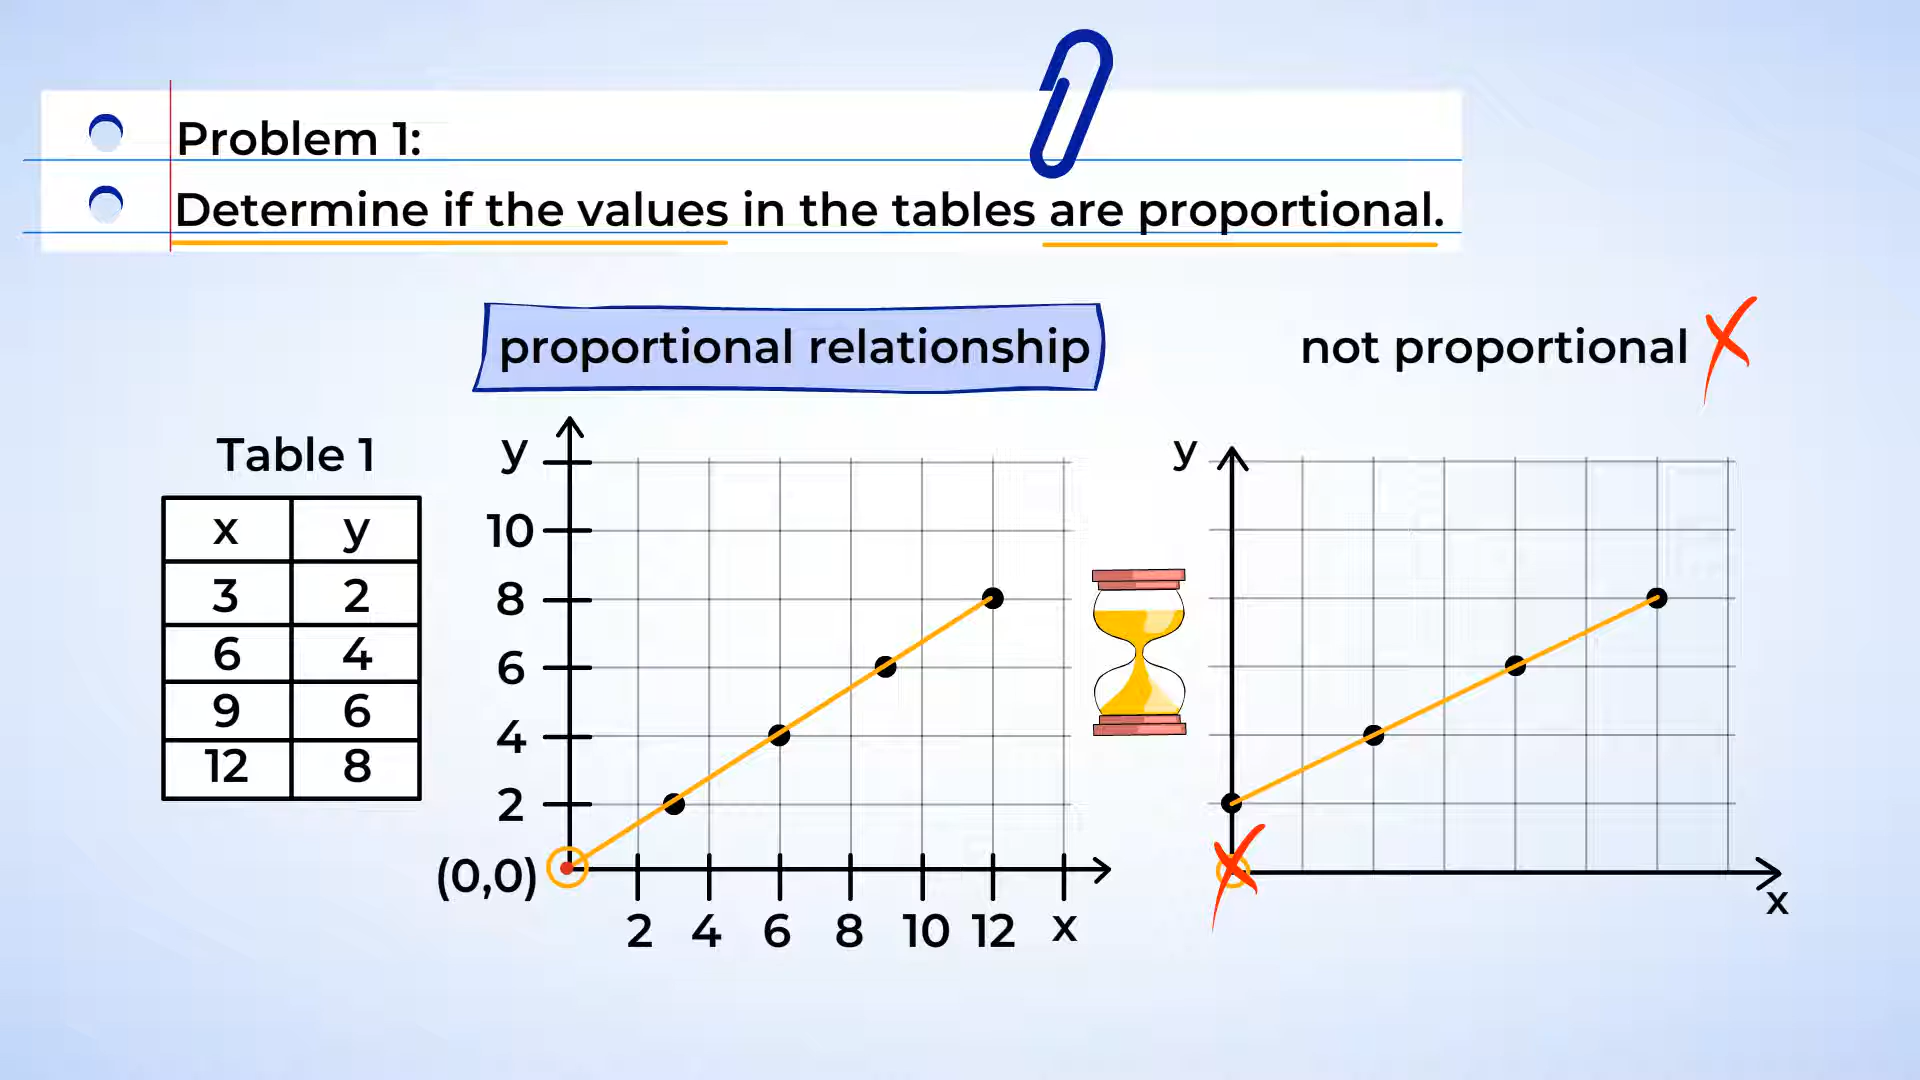 Problem 1:
Determine if the values in the tables are proportional.
proportional relationship
not proportional
Table 1
x y
3 2
6 4
9 6
12 8
y
10
8
6
4
2
(0,0)
2 4 6 8 10 12 x
y
x